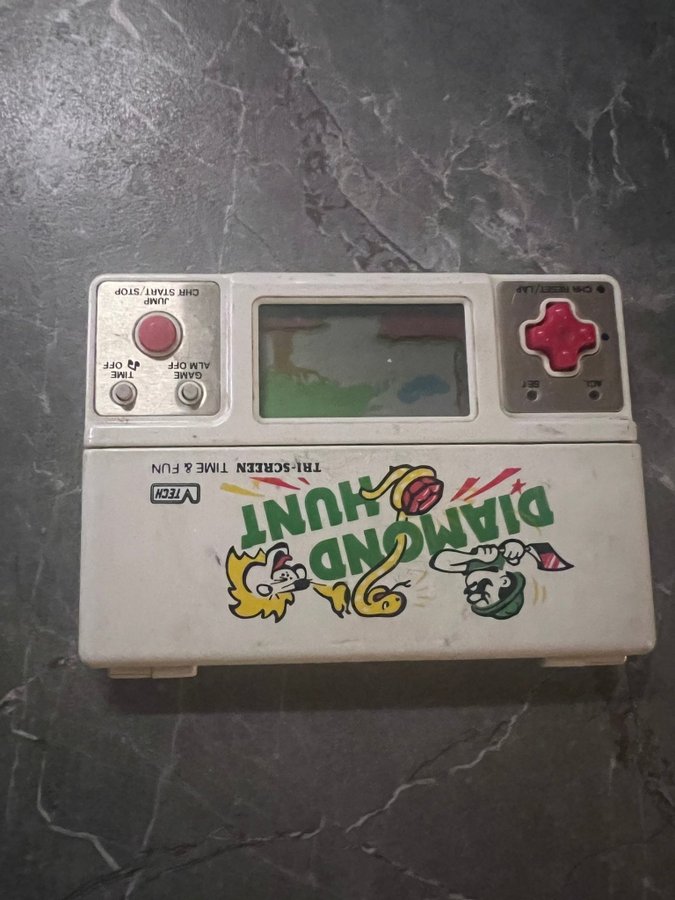 VTECH
TRI-SCREEN TIME & FUN
DIAMOND
HUNT
ACL
SET
CHR RESET/LAP
GAME
ALM OFF
TIME
OFF
JUMP
CHR START/STOP